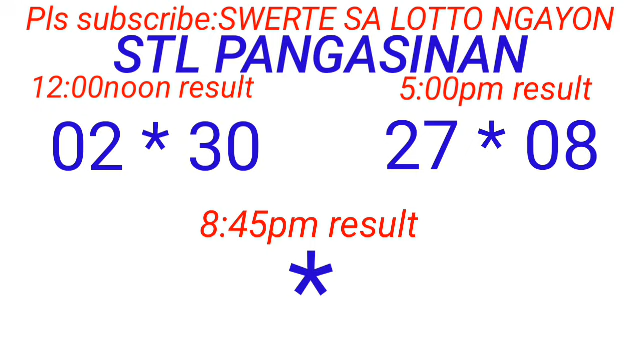 Pls subscribe:SWERTE SA LOTTO NGAYON
STL PANGASINAN
12:00noon result 5:00pm result
02 * 30 27 * 08
8:45pm result
*